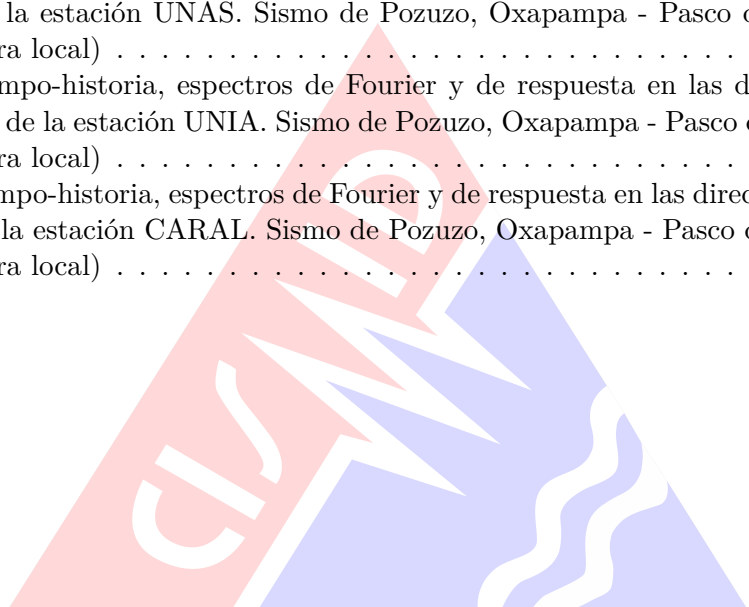 la estación UNAS. Sismo de Pozuzo, Oxapampa - Pasco
ra local) . . . . . . . . . . . . . . . . . . . . . . . . . . . .
mpo-historia, espectros de Fourier y de respuesta en las d
de la estación UNIA. Sismo de Pozuzo, Oxapampa - Pasco
ra local) . . . . . . . . . . . . . . . . . . . . . . . . . . . .
mpo-historia, espectros de Fourier y de respuesta en las direc
la estación CARAL. Sismo de Pozuzo, Oxapampa - Pasco
ra local) . . . . . . . . . . . . . . . . . . . . . . . . . . . .
CISMID